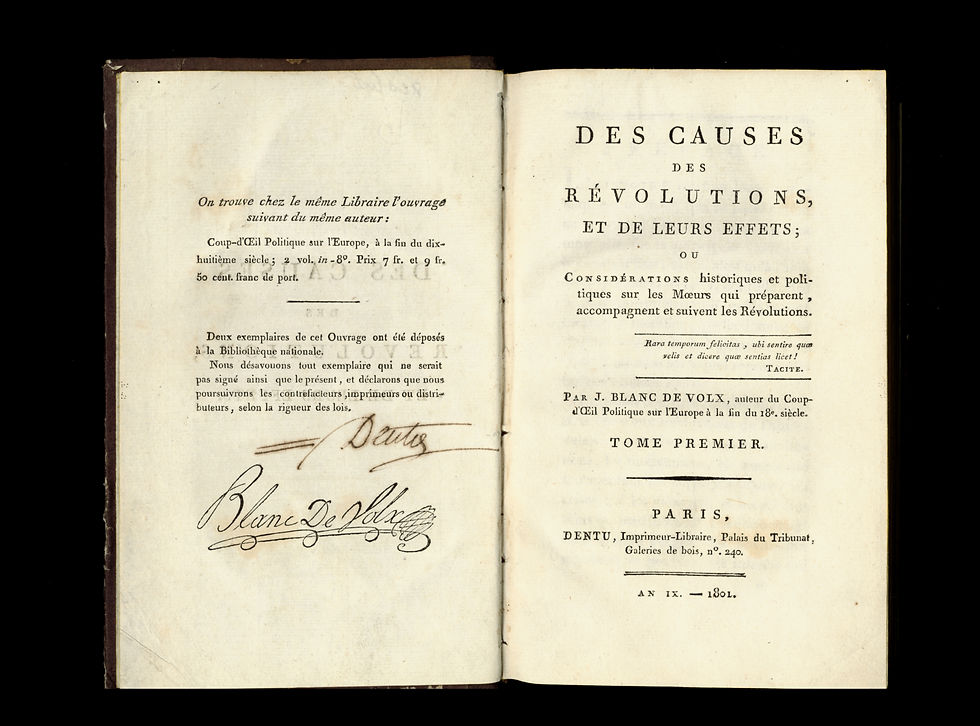 On trouve chez le même Libraire l'ouvrage
suivant du même auteur :
Coup-d'Œil Politique sur l'Europe, à la fin du dix-
huitième siècle ; 2 vol. in-8º. Prix 7 fr. et 9 fr.
50 cent. franc de port.
Deux exemplaires de cet Ouvrage ont été déposés
à la Bibliothèque nationale.
Nous désavouons tout exemplaire qui ne serait
pas signé ainsi que le présent, et déclarons que nous
poursuivrons les contrefacteurs, imprimeurs ou distri-
buteurs, selon la rigueur des lois.
Dentu
Blanc De Volx
DES CAUSES
DES
RÉVOLUTIONS,
ET DE LEURS EFFETS;
OU
CONSIDÉRATIONS historiques et poli-
tiques sur les Mœurs qui préparent,
accompagnent et suivent les Révolutions.
Rara temporum felicitas, ubi sentire quæ
velis et dicere quæ sentias licet!
TACITE.
PAR J. BLANC DE VOLX, auteur du Coup-
d'Œil Politique sur l'Europe à la fin du 18e. siècle.
TOME PREMIER.
PARIS,
DENTU, Imprimeur-Libraire, Palais du Tribunat,
Galeries de bois, nº. 240.
AN IX. — 1801.